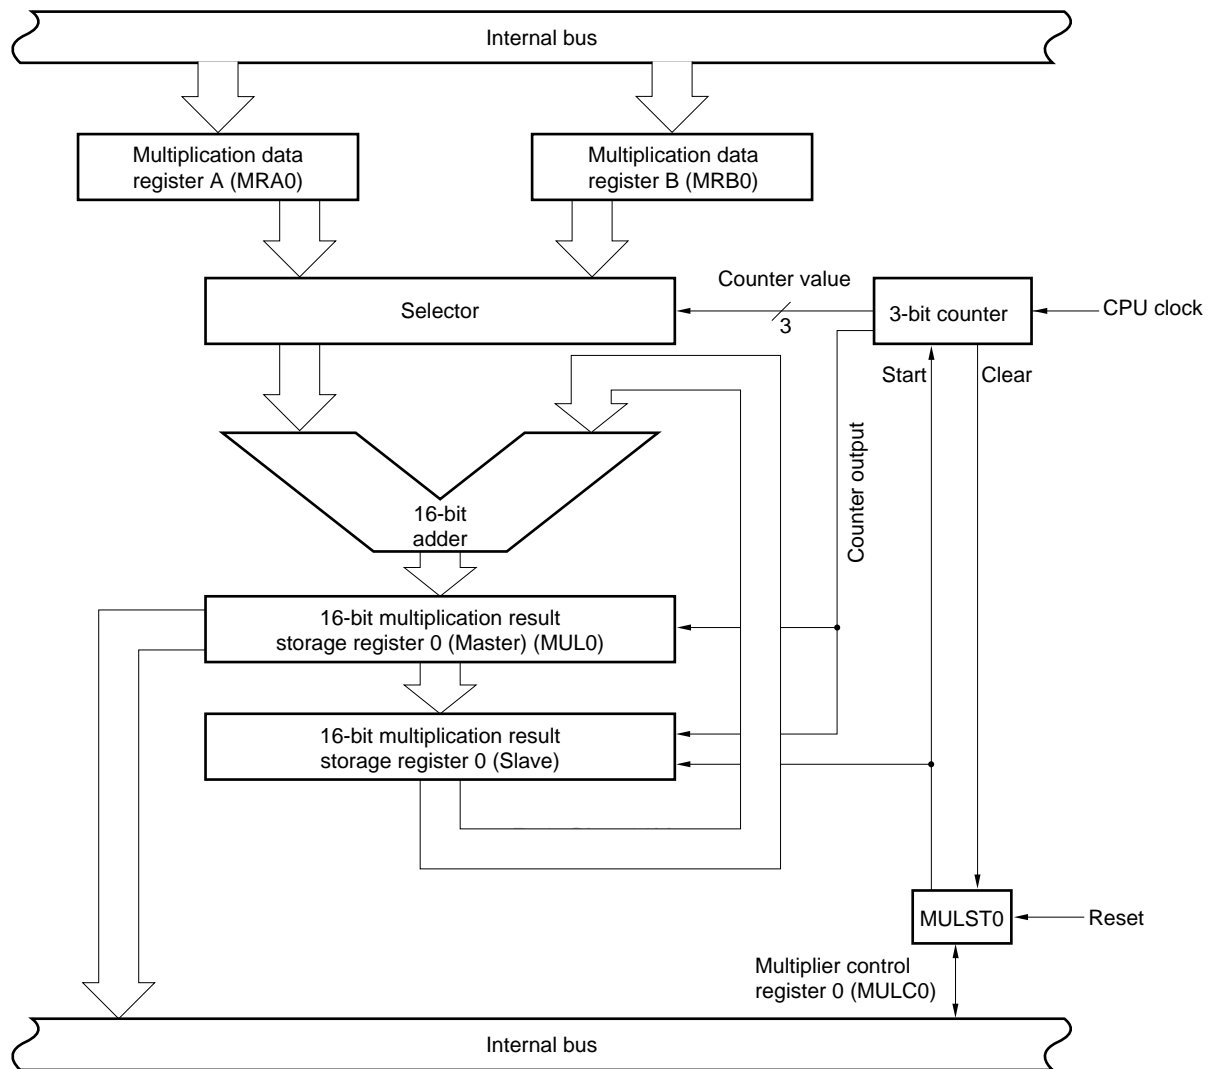 Internal bus
Multiplication data
register A (MRA0)
Multiplication data
register B (MRB0)
Selector
Counter value
3
3-bit counter
CPU clock
Start
Clear
Counter output
16-bit
adder
16-bit multiplication result
storage register 0 (Master) (MUL0)
16-bit multiplication result
storage register 0 (Slave)
MULST0
Reset
Multiplier control
register 0 (MULC0)
Internal bus